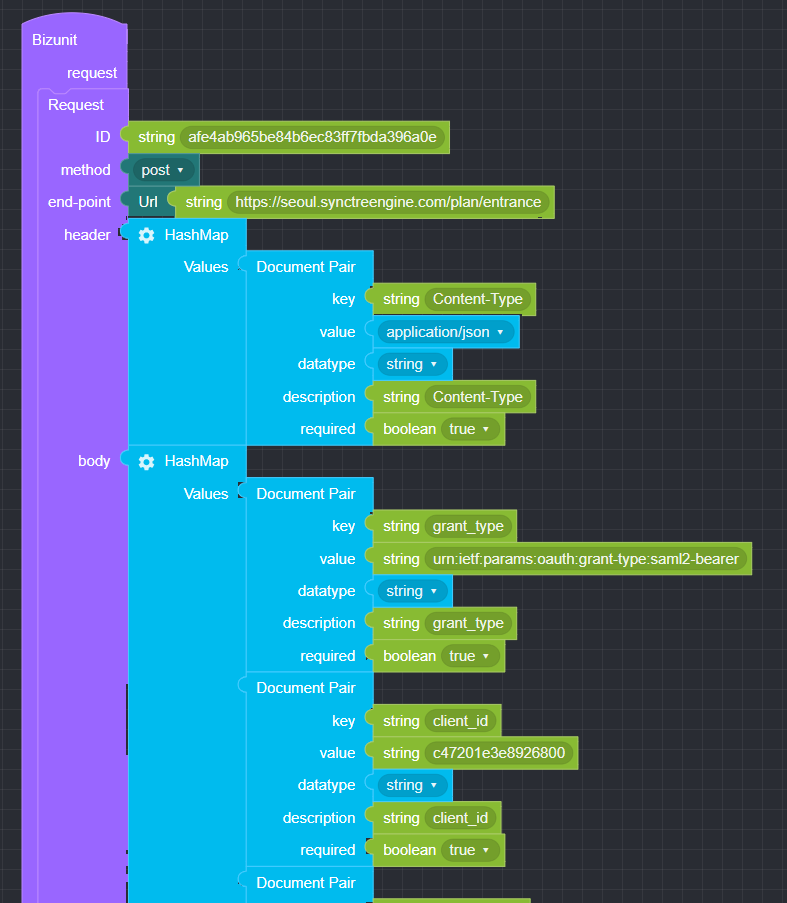 Bizunit
request
Request
ID string afe4ab965be84b6ec83ff7fbda396a0e
method post
end-point Url string https://seoul.synctreengine.com/plan/entrance
header HashMap
Values Document Pair
key string Content-Type
value application/json
datatype string
description string Content-Type
required boolean true
body HashMap
Values Document Pair
key string grant_type
value string urn:ietf:params:oauth:grant-type:saml2-bearer
datatype string
description string grant_type
required boolean true
Document Pair
key string client_id
value string c47201e3e8926800
datatype string
description string client_id
required boolean true
Document Pair